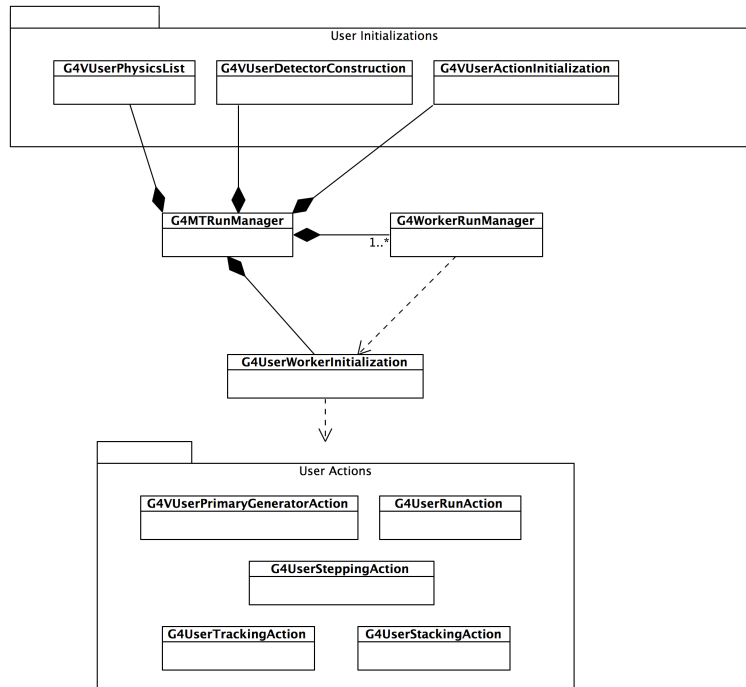 User Initializations
G4VUserPhysicsList
G4VUserDetectorConstruction
G4VUserActionInitialization
G4MTRunManager
G4WorkerRunManager
1..*
G4UserWorkerInitialization
User Actions
G4VUserPrimaryGeneratorAction
G4UserRunAction
G4UserSteppingAction
G4UserTrackingAction
G4UserStackingAction